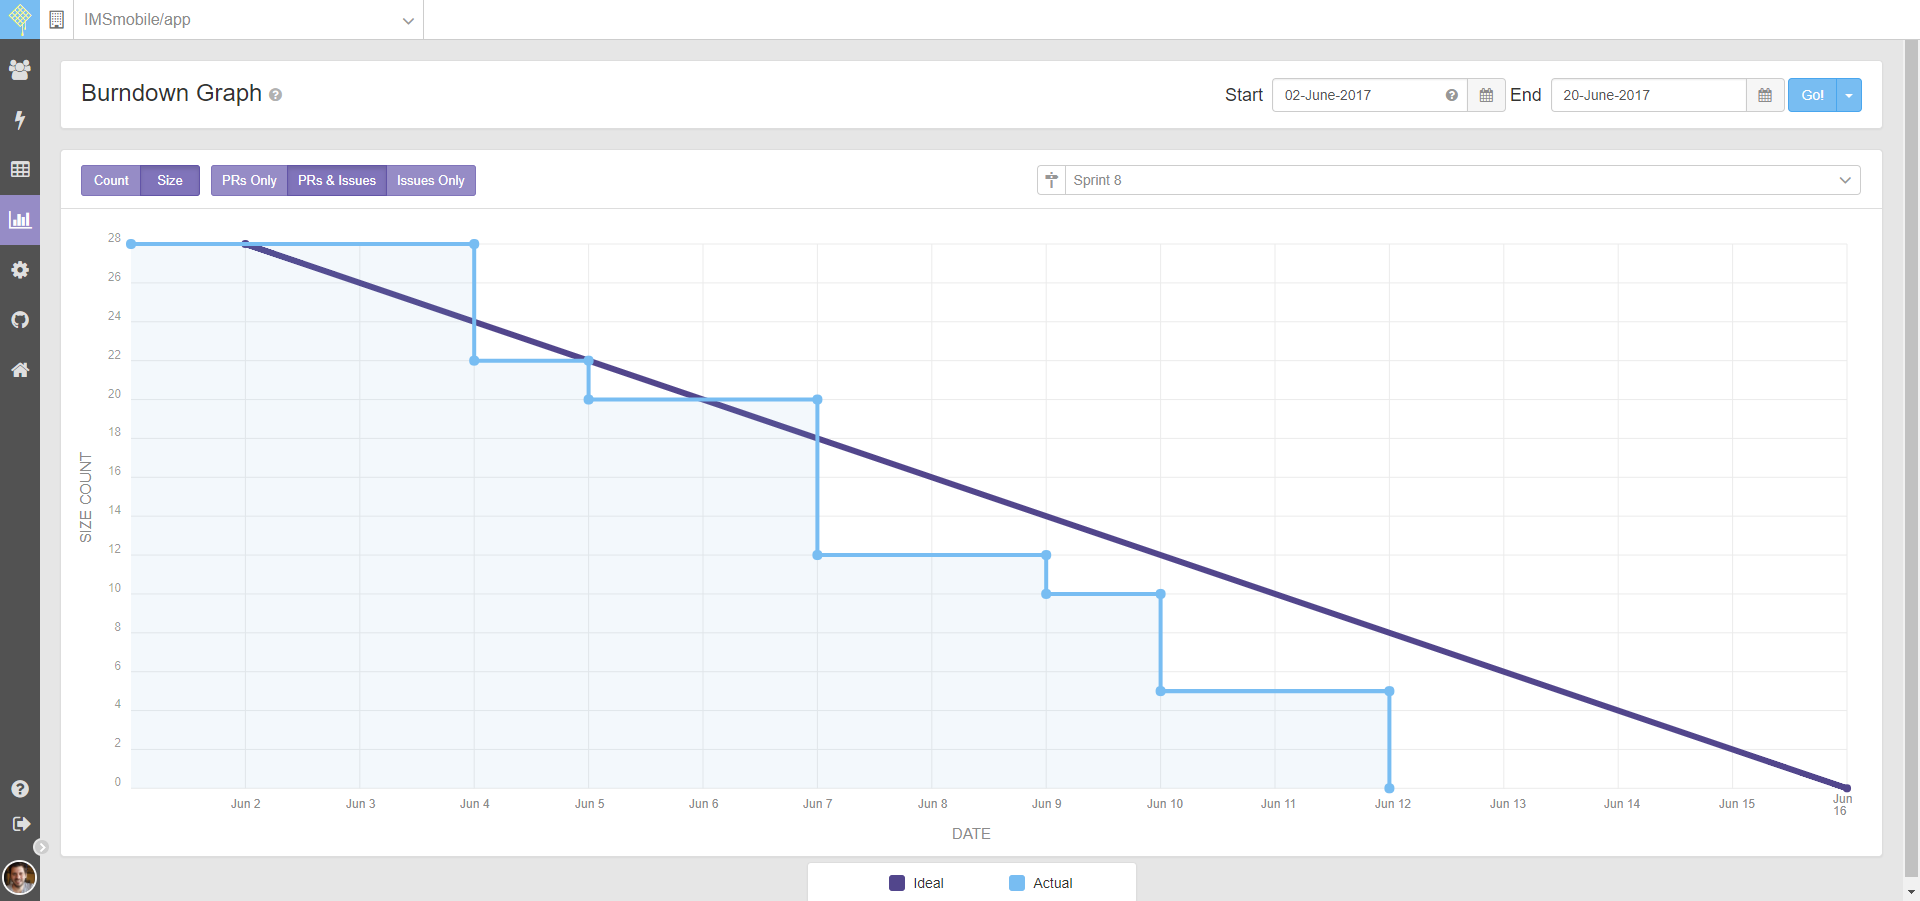 IMSmobile/app
Burndown Graph
Start 02-June-2017 End 20-June-2017 Go!
Count Size PRs Only PRs & Issues Issues Only Sprint 8
28
26
24
22
20
18
16
14
12
10
8
6
4
2
0
SIZE COUNT
Jun 2 Jun 3 Jun 4 Jun 5 Jun 6 Jun 7 Jun 8 Jun 9 Jun 10 Jun 11 Jun 12 Jun 13 Jun 14 Jun 15 Jun 16
DATE
Ideal Actual